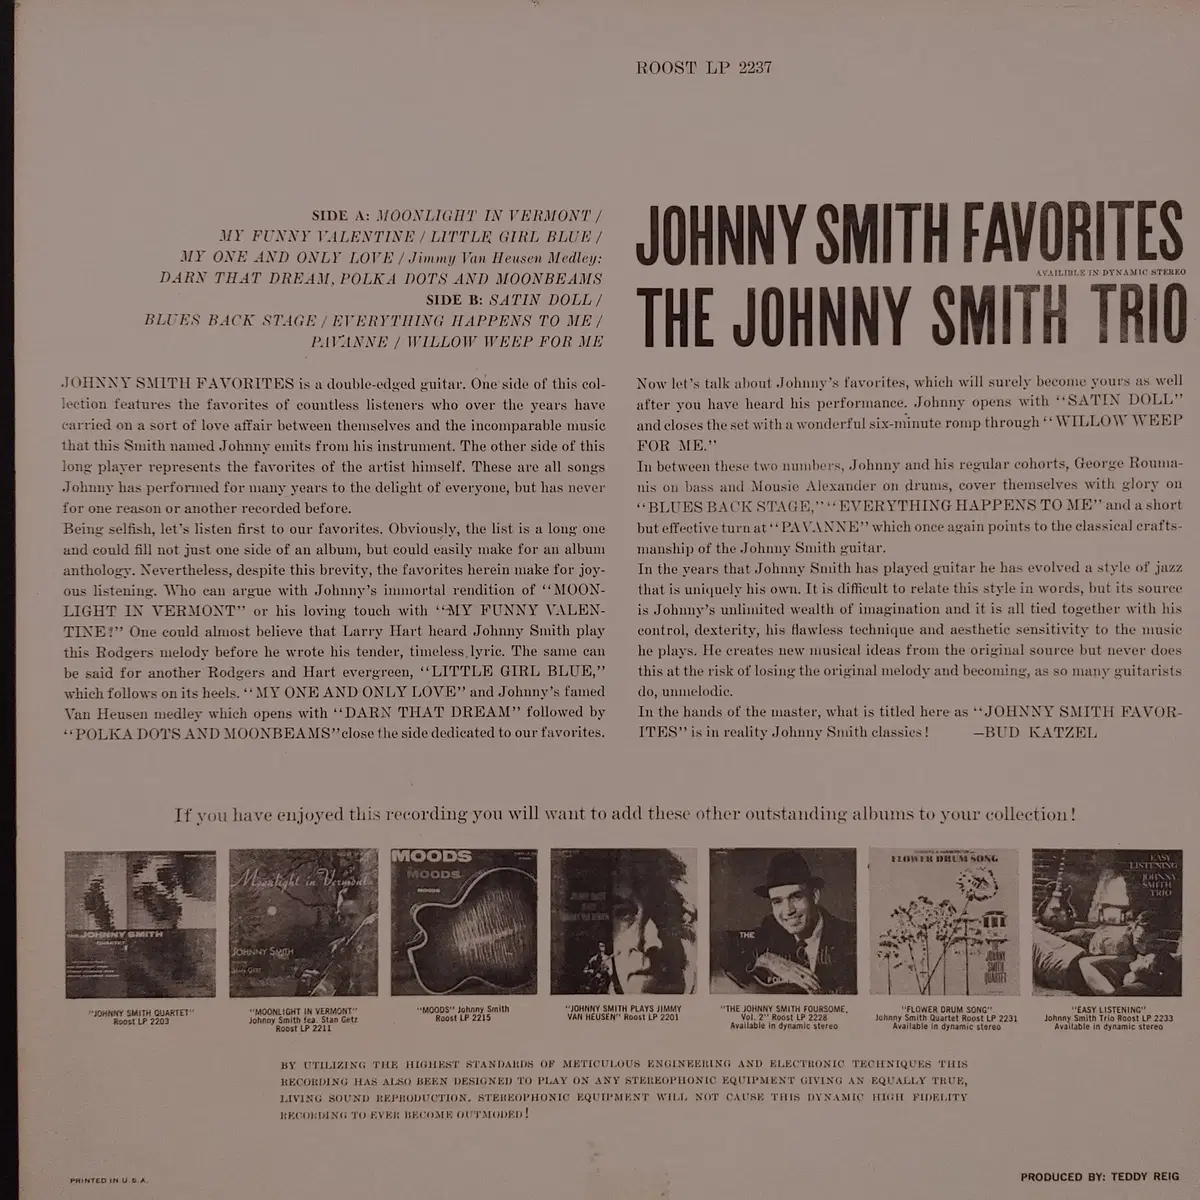 ROOST LP 2237
SIDE A: MOONLIGHT IN VERMONT /
MY FUNNY VALENTINE / LITTLE GIRL BLUE /
MY ONE AND ONLY LOVE / Jimmy Van Heusen Medley:
DARN THAT DREAM, POLKA DOTS AND MOONBEAMS
SIDE B: SATIN DOLL /
BLUES BACK STAGE / EVERYTHING HAPPENS TO ME /
PAVANNE / WILLOW WEEP FOR ME
JOHNNY SMITH FAVORITES
AVAILIBLE IN DYNAMIC STEREO
THE JOHNNY SMITH TRIO
JOHNNY SMITH FAVORITES is a double-edged guitar. One side of this col-
lection features the favorites of countless listeners who over the years have
carried on a sort of love affair between themselves and the incomparable music
that this Smith named Johnny emits from his instrument. The other side of this
long player represents the favorites of the artist himself. These are all songs
Johnny has performed for many years to the delight of everyone, but has never
for one reason or another recorded before.
Being selfish, let's listen first to our favorites. Obviously, the list is a long one
and could fill not just one side of an album, but could easily make for an album
anthology. Nevertheless, despite this brevity, the favorites herein make for joy-
ous listening. Who can argue with Johnny's immortal rendition of "MOON-
LIGHT IN VERMONT" or his loving touch with "MY FUNNY VALEN-
TINE?" One could almost believe that Larry Hart heard Johnny Smith play
this Rodgers melody before he wrote his tender, timeless lyric. The same can
be said for another Rodgers and Hart evergreen, "LITTLE GIRL BLUE,"
which follows on its heels. "MY ONE AND ONLY LOVE" and Johnny's famed
Van Heusen medley which opens with "DARN THAT DREAM" followed by
"POLKA DOTS AND MOONBEAMS" close the side dedicated to our favorites.
Now let's talk about Johnny's favorites, which will surely become yours as well
after you have heard his performance. Johnny opens with "SATIN DOLL"
and closes the set with a wonderful six-minute romp through "WILLOW WEEP
FOR ME."
In between these two numbers, Johnny and his regular cohorts, George Rouma-
nis on bass and Mousie Alexander on drums, cover themselves with glory on
"BLUES BACK STAGE," "EVERYTHING HAPPENS TO ME" and a short
but effective turn at "PAVANNE" which once again points to the classical crafts-
manship of the Johnny Smith guitar.
In the years that Johnny Smith has played guitar he has evolved a style of jazz
that is uniquely his own. It is difficult to relate this style in words, but its source
is Johnny's unlimited wealth of imagination and it is all tied together with his
control, dexterity, his flawless technique and aesthetic sensitivity to the music
he plays. He creates new musical ideas from the original source but never does
this at the risk of losing the original melody and becoming, as so many guitarists
do, unmelodic.
In the hands of the master, what is titled here as "JOHNNY SMITH FAVOR-
ITES" is in reality Johnny Smith classics! —BUD KATZEL
If you have enjoyed this recording you will want to add these other outstanding albums to your collection!
JOHNNY SMITH
QUARTET
Moonlight in Vermont
JOHNNY SMITH
MOODS
MOODS
MOODS
THE
FLOWER DRUM SONG
JOHNNY
SMITH
QUARTET
EASY
LISTENING
JOHNNY
SMITH
TRIO
"JOHNNY SMITH QUARTET"
Roost LP 2203
"MOONLIGHT IN VERMONT"
Johnny Smith fea. Stan Getz
Roost LP 2211
"MOODS" Johnny Smith
Roost LP 2215
"JOHNNY SMITH PLAYS JIMMY
VAN HEUSEN" Roost LP 2201
"THE JOHNNY SMITH FOURSOME,
Vol. 2" Roost LP 2228
Available in dynamic stereo
"FLOWER DRUM SONG"
Johnny Smith Quartet Roost LP 2231
Available in dynamic stereo
"EASY LISTENING"
Johnny Smith Trio Roost LP 2233
Available in dynamic stereo
BY UTILIZING THE HIGHEST STANDARDS OF METICULOUS ENGINEERING AND ELECTRONIC TECHNIQUES THIS
RECORDING HAS ALSO BEEN DESIGNED TO PLAY ON ANY STEREOPHONIC EQUIPMENT GIVING AN EQUALLY TRUE,
LIVING SOUND REPRODUCTION. STEREOPHONIC EQUIPMENT WILL NOT CAUSE THIS DYNAMIC HIGH FIDELITY
RECORDING TO EVER BECOME OUTMODED!
PRINTED IN U.S.A.
PRODUCED BY: TEDDY REIG